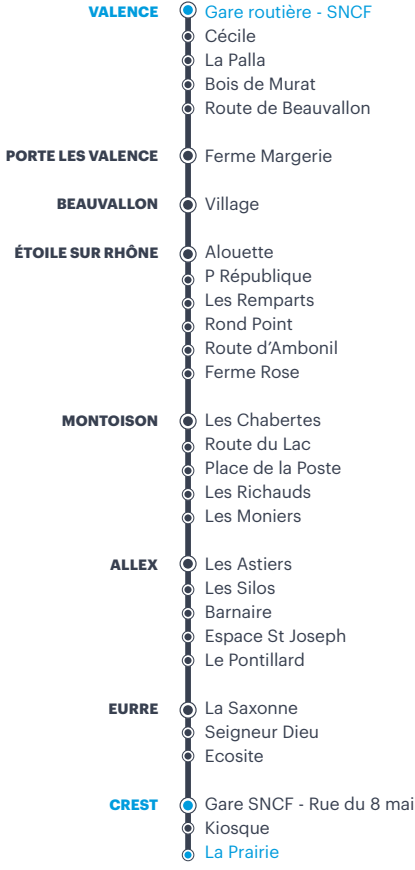 VALENCE Gare routière - SNCF
Cécile
La Palla
Bois de Murat
Route de Beauvallon
PORTE LES VALENCE Ferme Margerie
BEAUVALLON Village
ÉTOILE SUR RHÔNE Alouette
P République
Les Remparts
Rond Point
Route d'Ambonil
Ferme Rose
MONTOISON Les Chabertes
Route du Lac
Place de la Poste
Les Richauds
Les Moniers
ALLEX Les Astiers
Les Silos
Barnaire
Espace St Joseph
Le Pontillard
EURRE La Saxonne
Seigneur Dieu
Ecosite
CREST Gare SNCF - Rue du 8 mai
Kiosque
La Prairie